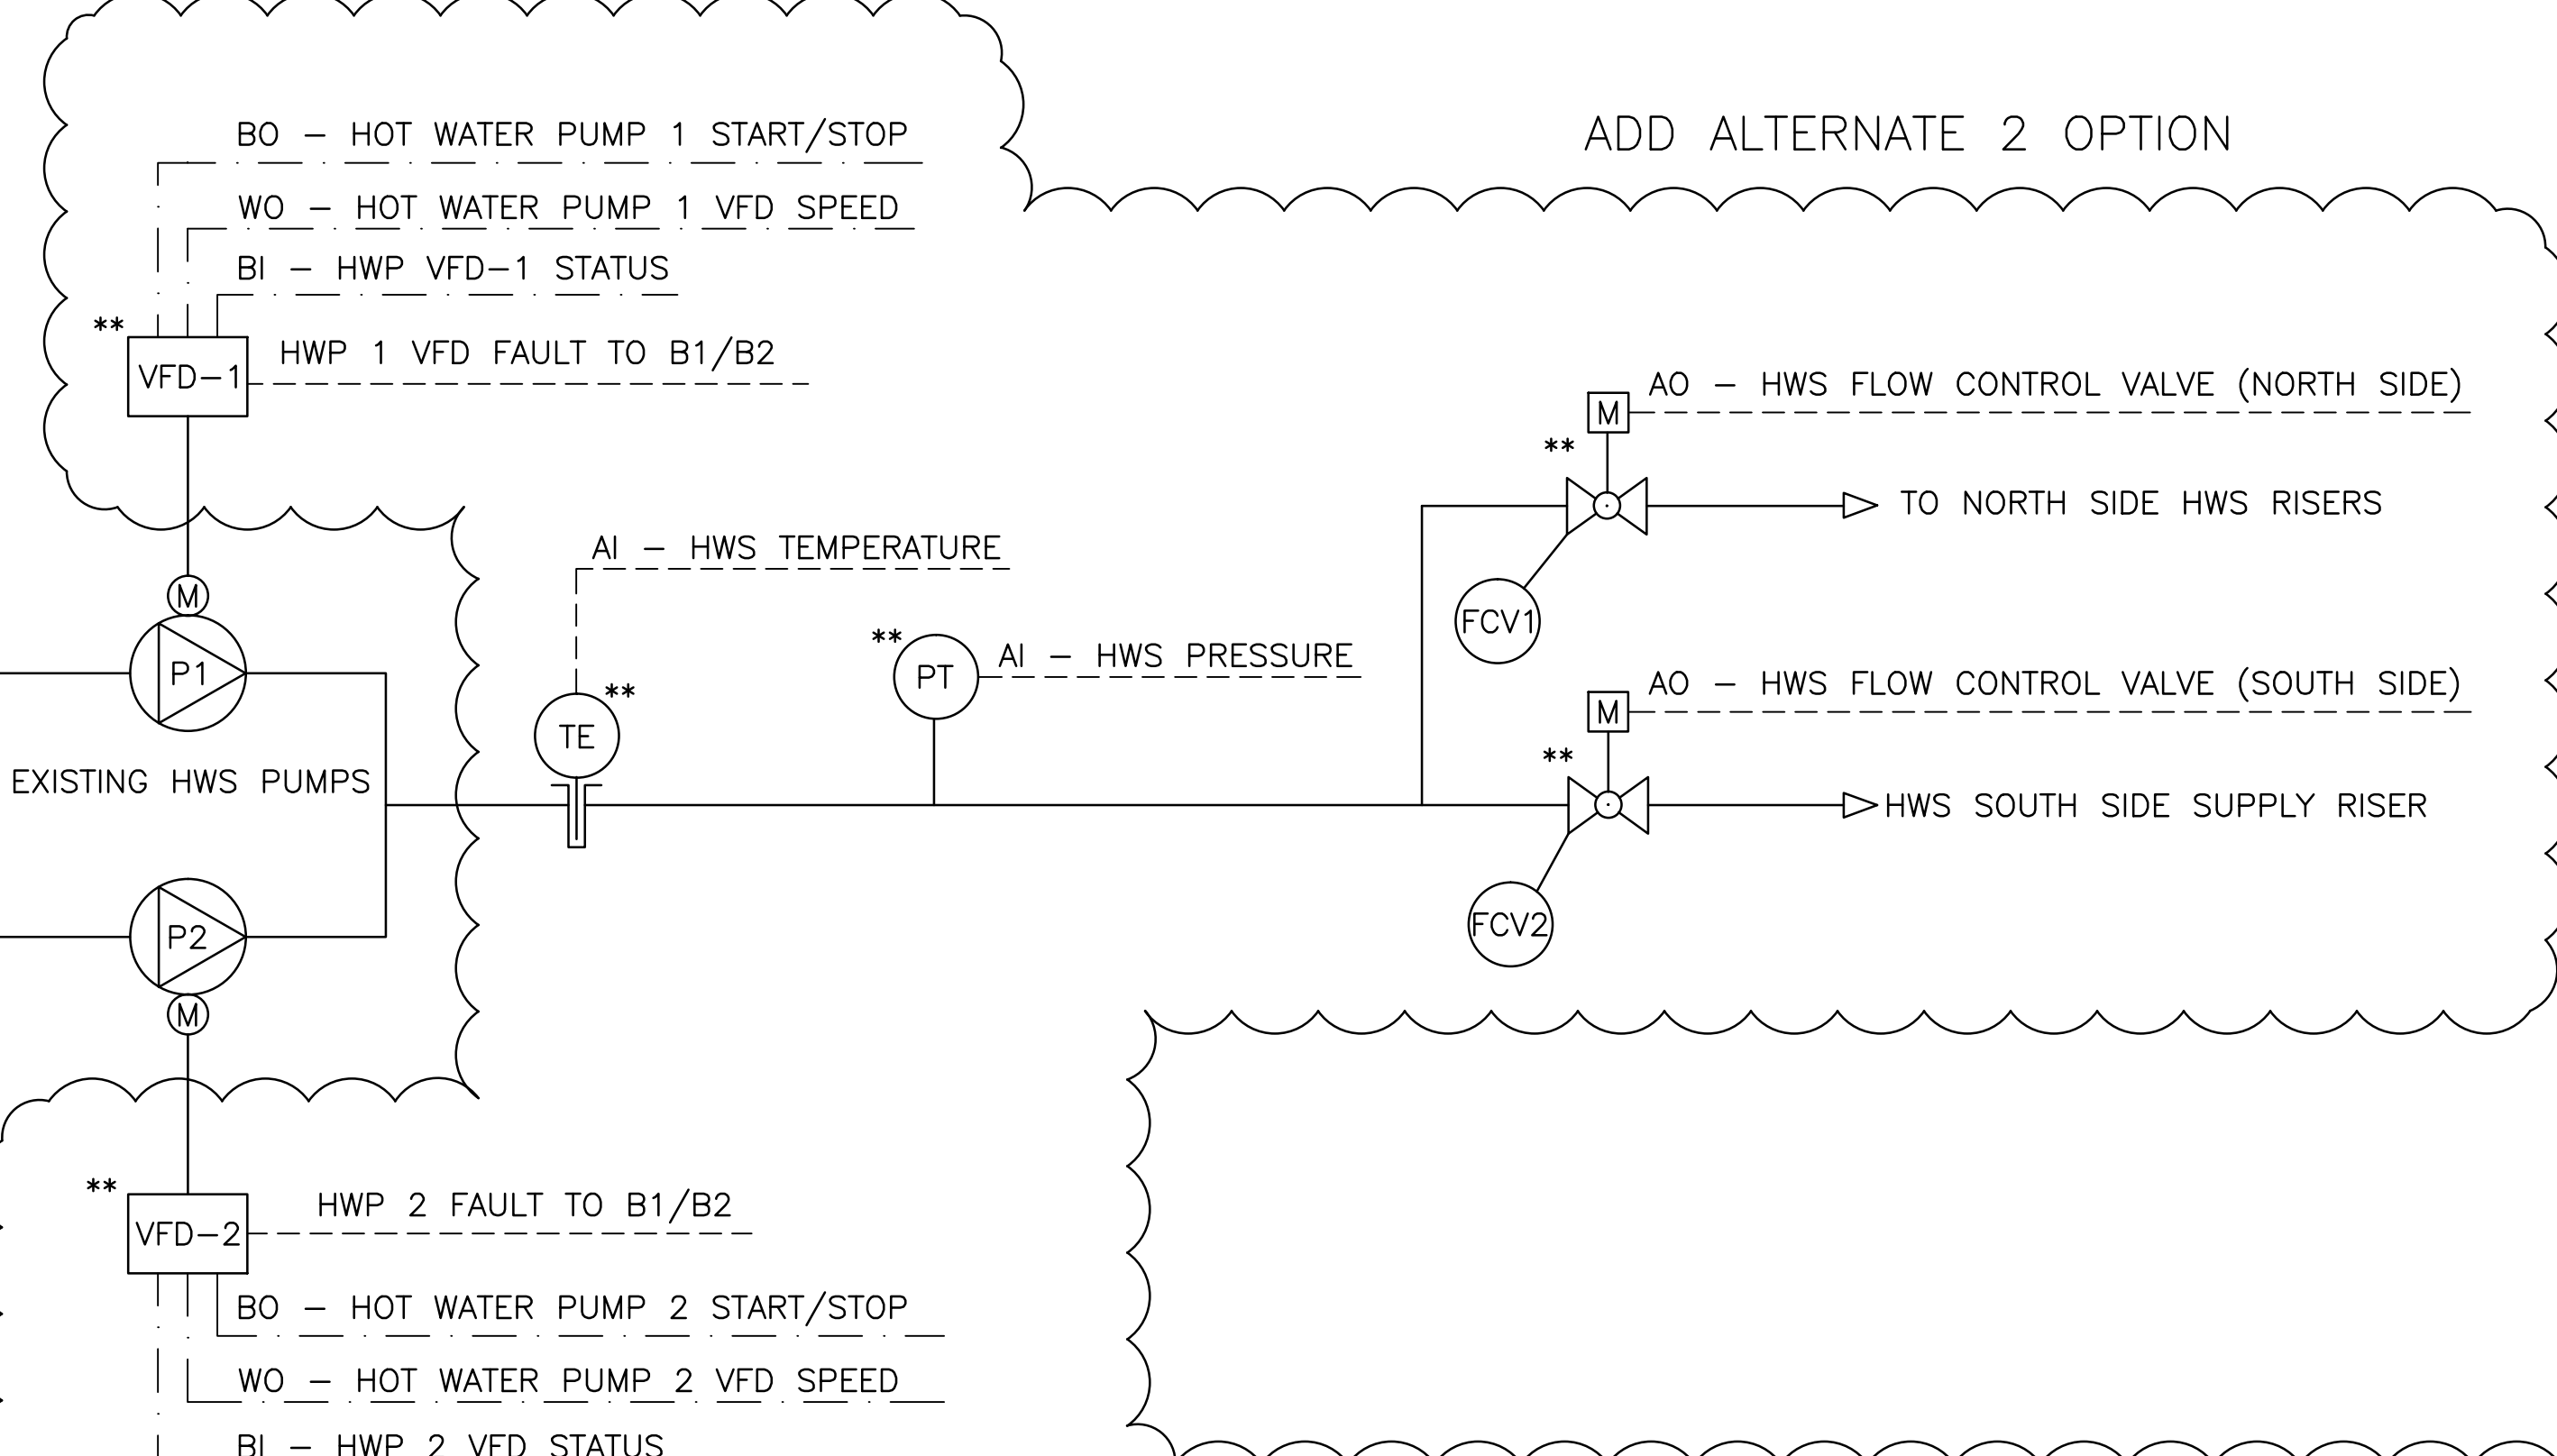 ADD ALTERNATE 2 OPTION
BO – HOT WATER PUMP 1 START/STOP
WO – HOT WATER PUMP 1 VFD SPEED
BI – HWP VFD–1 STATUS
**
VFD–1
HWP 1 VFD FAULT TO B1/B2
M
AO – HWS FLOW CONTROL VALVE (NORTH SIDE)
**
TO NORTH SIDE HWS RISERS
FCV1
AI – HWS TEMPERATURE
M
P1
**
PT
AI – HWS PRESSURE
**
TE
M
AO – HWS FLOW CONTROL VALVE (SOUTH SIDE)
**
EXISTING HWS PUMPS
HWS SOUTH SIDE SUPPLY RISER
FCV2
P2
M
**
VFD–2
HWP 2 FAULT TO B1/B2
BO – HOT WATER PUMP 2 START/STOP
WO – HOT WATER PUMP 2 VFD SPEED
BI – HWP 2 VFD STATUS